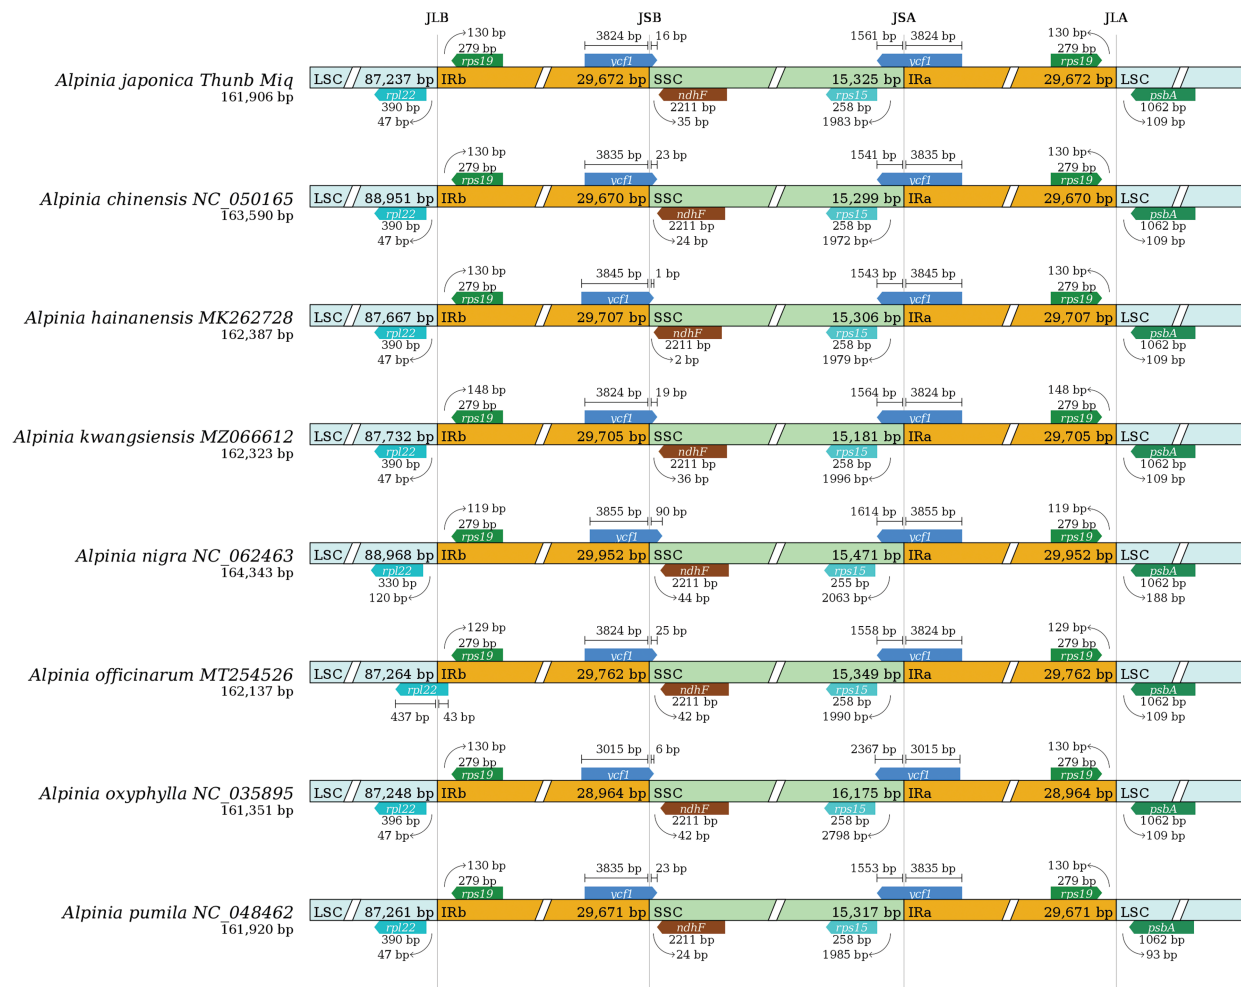 JLB JSB JSA JLA
130 bp 3824 bp 16 bp 1561 bp 3824 bp 130 bp
279 bp 279 bp
rps19 ycf1 ycf1 rps19
Alpinia japonica Thunb Miq LSC 87,237 bp IRb 29,672 bp SSC 15,325 bp IRa 29,672 bp LSC
161,906 bp rpl22 ndhF rps15 psbA
390 bp 2211 bp 258 bp 1062 bp
47 bp 35 bp 1983 bp 109 bp
130 bp 3835 bp 23 bp 1541 bp 3835 bp 130 bp
279 bp 279 bp
rps19 ycf1 ycf1 rps19
Alpinia chinensis NC_050165 LSC 88,951 bp IRb 29,670 bp SSC 15,299 bp IRa 29,670 bp LSC
163,590 bp rpl22 ndhF rps15 psbA
390 bp 2211 bp 258 bp 1062 bp
47 bp 24 bp 1972 bp 109 bp
130 bp 3845 bp 1 bp 1543 bp 3845 bp 130 bp
279 bp 279 bp
rps19 ycf1 ycf1 rps19
Alpinia hainanensis MK262728 LSC 87,667 bp IRb 29,707 bp SSC 15,306 bp IRa 29,707 bp LSC
162,387 bp rpl22 ndhF rps15 psbA
390 bp 2211 bp 258 bp 1062 bp
47 bp 2 bp 1979 bp 109 bp
148 bp 3824 bp 19 bp 1564 bp 3824 bp 148 bp
279 bp 279 bp
rps19 ycf1 ycf1 rps19
Alpinia kwangsiensis MZ066612 LSC 87,732 bp IRb 29,705 bp SSC 15,181 bp IRa 29,705 bp LSC
162,323 bp rpl22 ndhF rps15 psbA
390 bp 2211 bp 258 bp 1062 bp
47 bp 36 bp 1996 bp 109 bp
119 bp 3855 bp 90 bp 1614 bp 3855 bp 119 bp
279 bp 279 bp
rps19 ycf1 ycf1 rps19
Alpinia nigra NC_062463 LSC 88,968 bp IRb 29,952 bp SSC 15,471 bp IRa 29,952 bp LSC
164,343 bp rpl22 ndhF rps15 psbA
330 bp 2211 bp 255 bp 1062 bp
120 bp 44 bp 2063 bp 188 bp
129 bp 3824 bp 25 bp 1558 bp 3824 bp 129 bp
279 bp 279 bp
rps19 ycf1 ycf1 rps19
Alpinia officinarum MT254526 LSC 87,264 bp IRb 29,762 bp SSC 15,349 bp IRa 29,762 bp LSC
162,137 bp rpl22 ndhF rps15 psbA
2211 bp 258 bp 1062 bp
437 bp 43 bp 42 bp 1990 bp 109 bp
130 bp 3015 bp 6 bp 2367 bp 3015 bp 130 bp
279 bp 279 bp
rps19 ycf1 ycf1 rps19
Alpinia oxyphylla NC_035895 LSC 87,248 bp IRb 28,964 bp SSC 16,175 bp IRa 28,964 bp LSC
161,351 bp rpl22 ndhF rps15 psbA
396 bp 2211 bp 258 bp 1062 bp
47 bp 42 bp 2798 bp 109 bp
130 bp 3835 bp 23 bp 1553 bp 3835 bp 130 bp
279 bp 279 bp
rps19 ycf1 ycf1 rps19
Alpinia pumila NC_048462 LSC 87,261 bp IRb 29,671 bp SSC 15,317 bp IRa 29,671 bp LSC
161,920 bp rpl22 ndhF rps15 psbA
390 bp 2211 bp 258 bp 1062 bp
47 bp 24 bp 1985 bp 93 bp